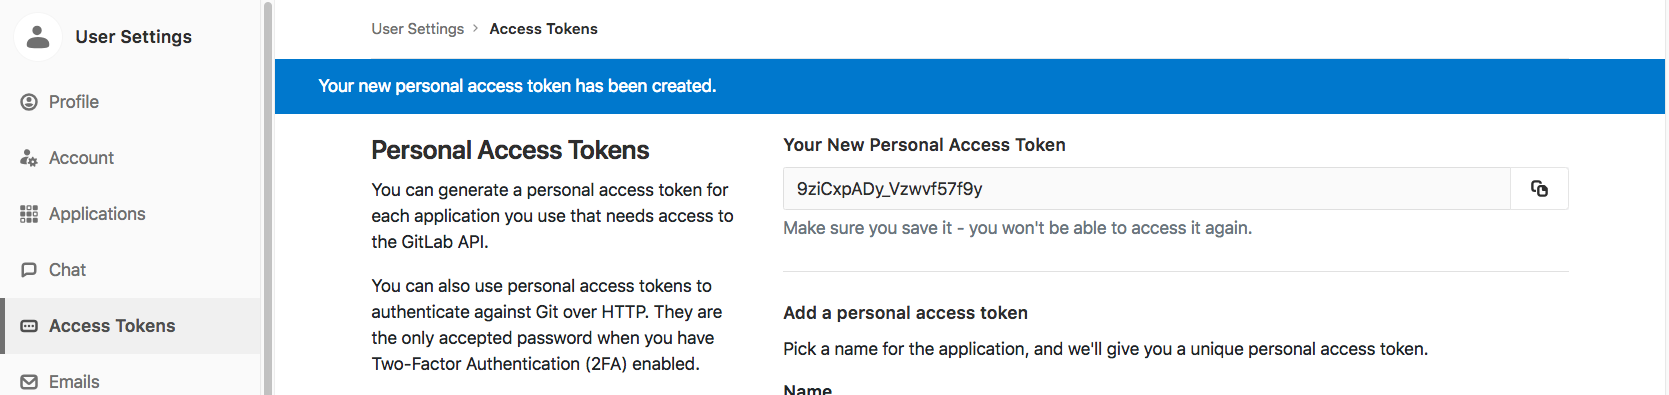 User Settings
Profile
Account
Applications
Chat
Access Tokens
Emails
User Settings > Access Tokens
Your new personal access token has been created.
Personal Access Tokens
You can generate a personal access token for
each application you use that needs access to
the GitLab API.
You can also use personal access tokens to
authenticate against Git over HTTP. They are
the only accepted password when you have
Two-Factor Authentication (2FA) enabled.
Your New Personal Access Token
9ziCxpADy_Vzwvf57f9y
Make sure you save it - you won't be able to access it again.
Add a personal access token
Pick a name for the application, and we'll give you a unique personal access token.
Name